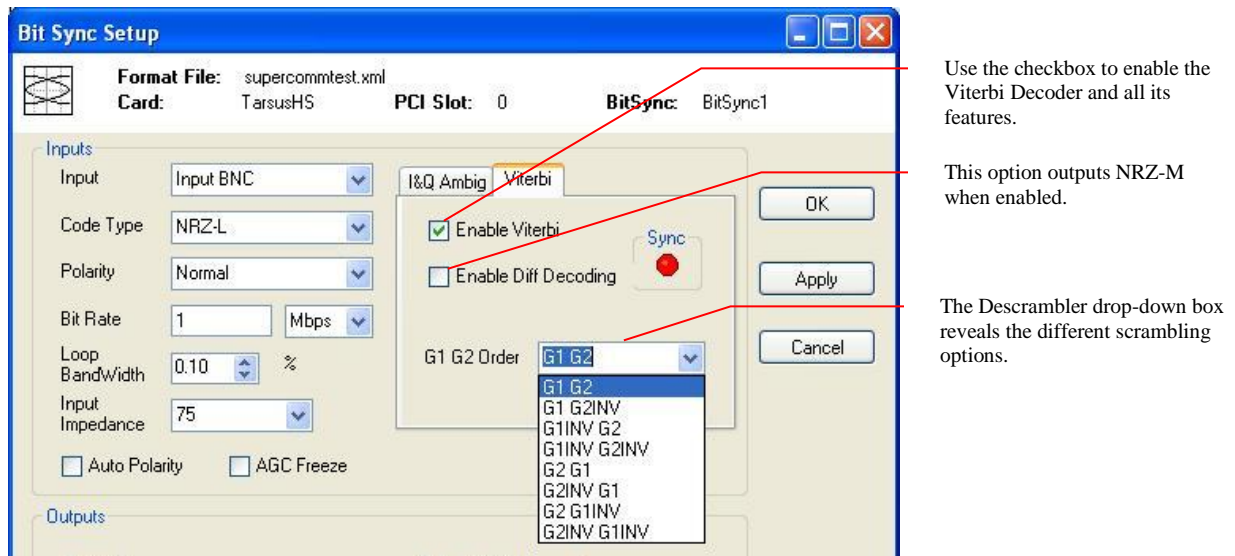 Bit Sync Setup
Format File: supercommtest.xml
Card: TarsusHS PCI Slot: 0 BitSync: BitSync1
Inputs
Input Input BNC
Code Type NRZ-L
Polarity Normal
Bit Rate 1 Mbps
Loop
BandWidth 0.10 %
Input
Impedance 75
Auto Polarity AGC Freeze
I&Q Ambig Viterbi
Enable Viterbi
Sync
Enable Diff Decoding
G1 G2 Order G1 G2
G1 G2
G1 G2INV
G1INV G2
G1INV G2INV
G2 G1
G2INV G1
G2 G1INV
G2INV G1INV
OK
Apply
Cancel
Outputs
Use the checkbox to enable the
Viterbi Decoder and all its
features.
This option outputs NRZ-M
when enabled.
The Descrambler drop-down box
reveals the different scrambling
options.